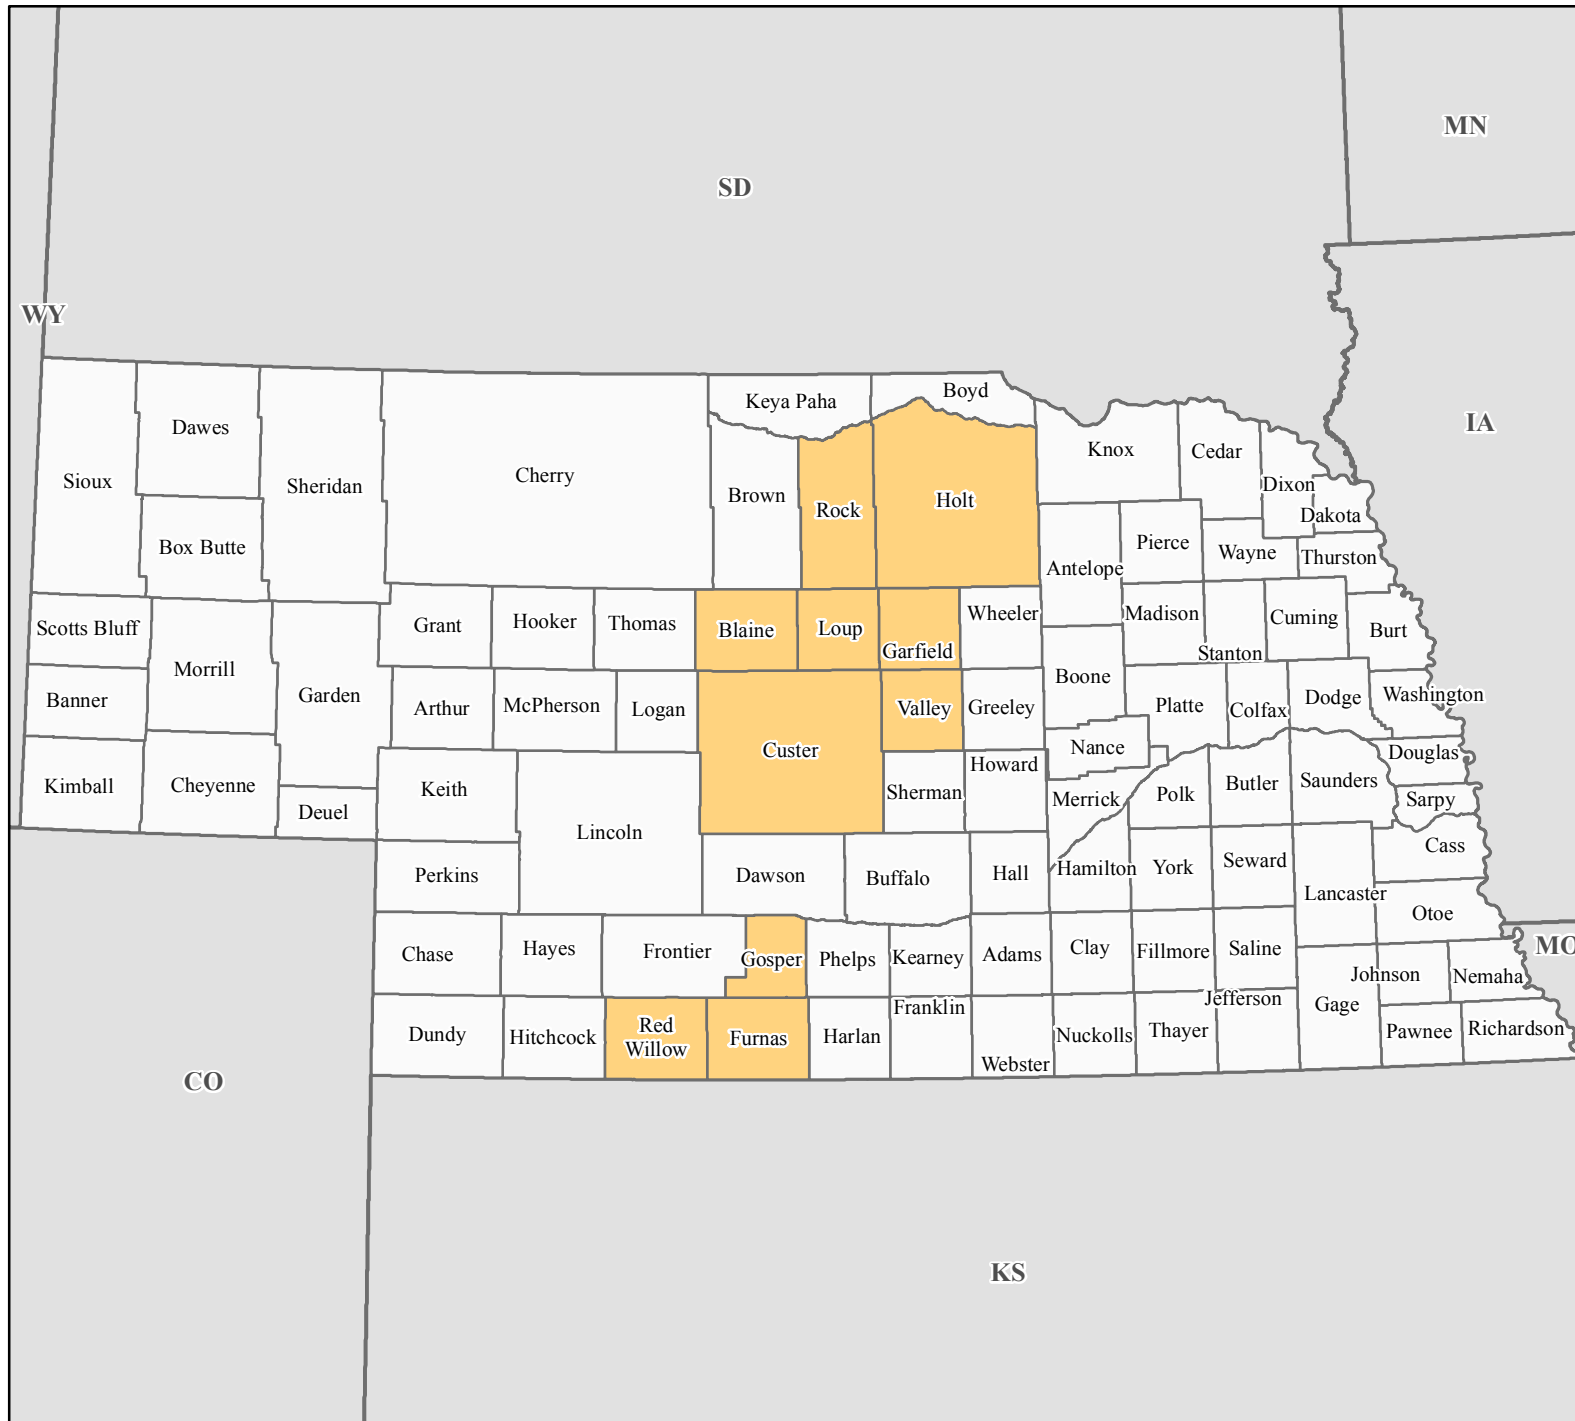 MN
SD
WY
IA
Keya Paha
Boyd
Dawes
Knox
Cedar
Sioux
Sheridan
Cherry
Brown
Rock
Holt
Dixon
Dakota
Box Butte
Pierce
Wayne
Thurston
Antelope
Scotts Bluff
Grant
Hooker
Thomas
Blaine
Loup
Garfield
Wheeler
Madison
Stanton
Cuming
Burt
Morrill
Banner
Garden
Arthur
McPherson
Logan
Custer
Valley
Greeley
Boone
Platte
Colfax
Dodge
Washington
Nance
Douglas
Kimball
Cheyenne
Deuel
Keith
Lincoln
Sherman
Howard
Merrick
Polk
Butler
Saunders
Sarpy
Perkins
Dawson
Buffalo
Hall
Hamilton
York
Seward
Lancaster
Cass
Otoe
Chase
Hayes
Frontier
Gosper
Phelps
Kearney
Adams
Clay
Fillmore
Saline
MO
Johnson
Nemaha
Dundy
Hitchcock
Red
Willow
Furnas
Harlan
Franklin
Webster
Nuckolls
Thayer
Jefferson
Gage
Pawnee
Richardson
CO
KS